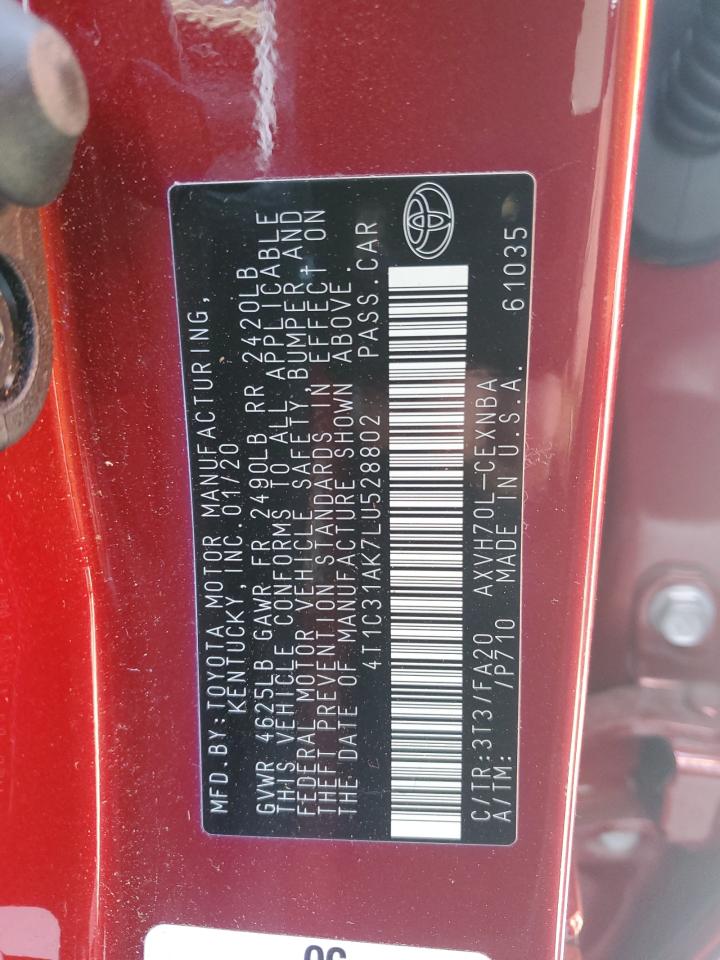 MFD.BY:TOYOTA MOTOR MANUFACTURING,
KENTUCKY, INC.01/20
GVWR 4625LB GAWR FR 2490LB RR 2420LB
THIS VEHICLE CONFORMS TO ALL APPLICABLE
FEDERAL MOTOR VEHICLE SAFETY, BUMPER, AND
THEFT PREVENTION STANDARDS IN EFFECT ON
THE DATE OF MANUFACTURE SHOWN ABOVE.
4T1C31AK7LU528802 PASS.CAR
C/TR:3T3/FA20 AXVH70L-CEXNBA
A/TM: /P710 MADE IN U.S.A. 61035